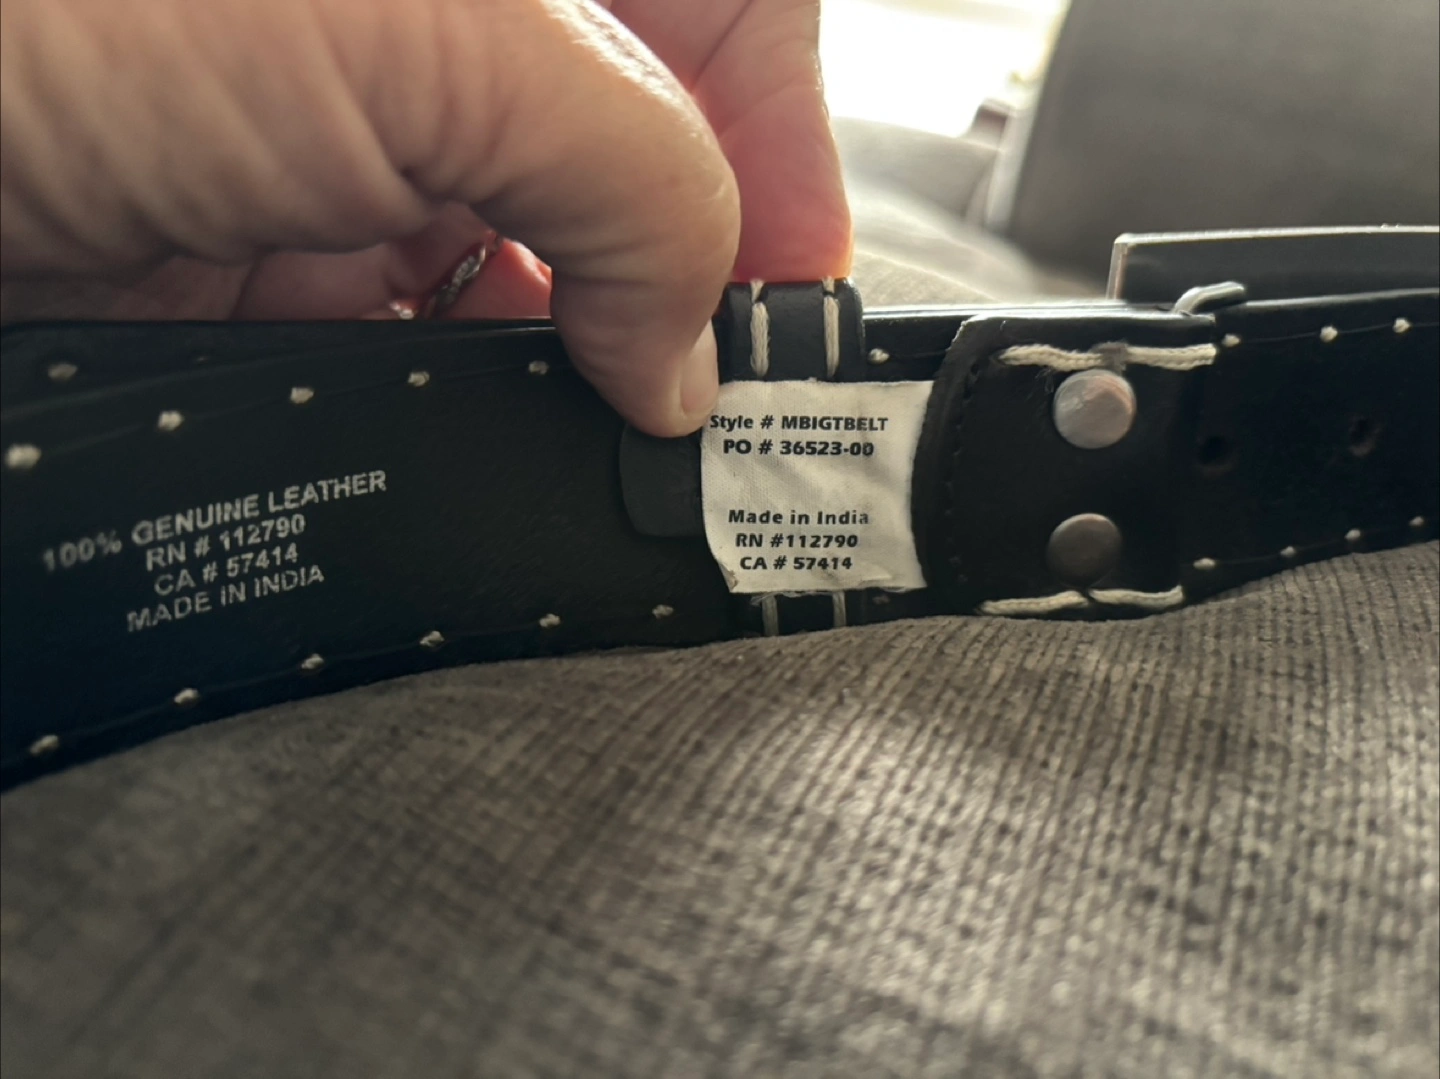 100% GENUINE LEATHER
RN # 112790
CA # 57414
MADE IN INDIA
Style # MBIGTBELT
PO # 36523-00
Made in India
RN #112790
CA # 57414